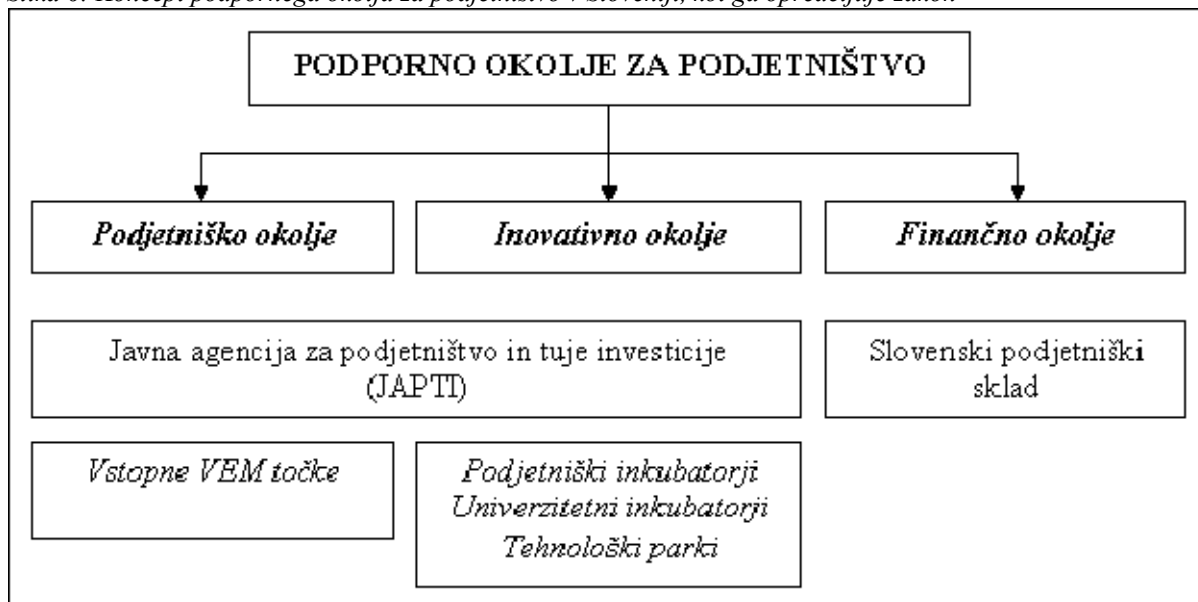 PODPORNO OKOLJE ZA PODJETNIŠTVO
Podjetniško okolje
Inovativno okolje
Finančno okolje
Javna agencija za podjetništvo in tuje investicije
(JAPTI)
Slovenski podjetniški
sklad
Vstopne VEM točke
Podjetniški inkubatorji
Univerzitetni inkubatorji
Tehnološki parki